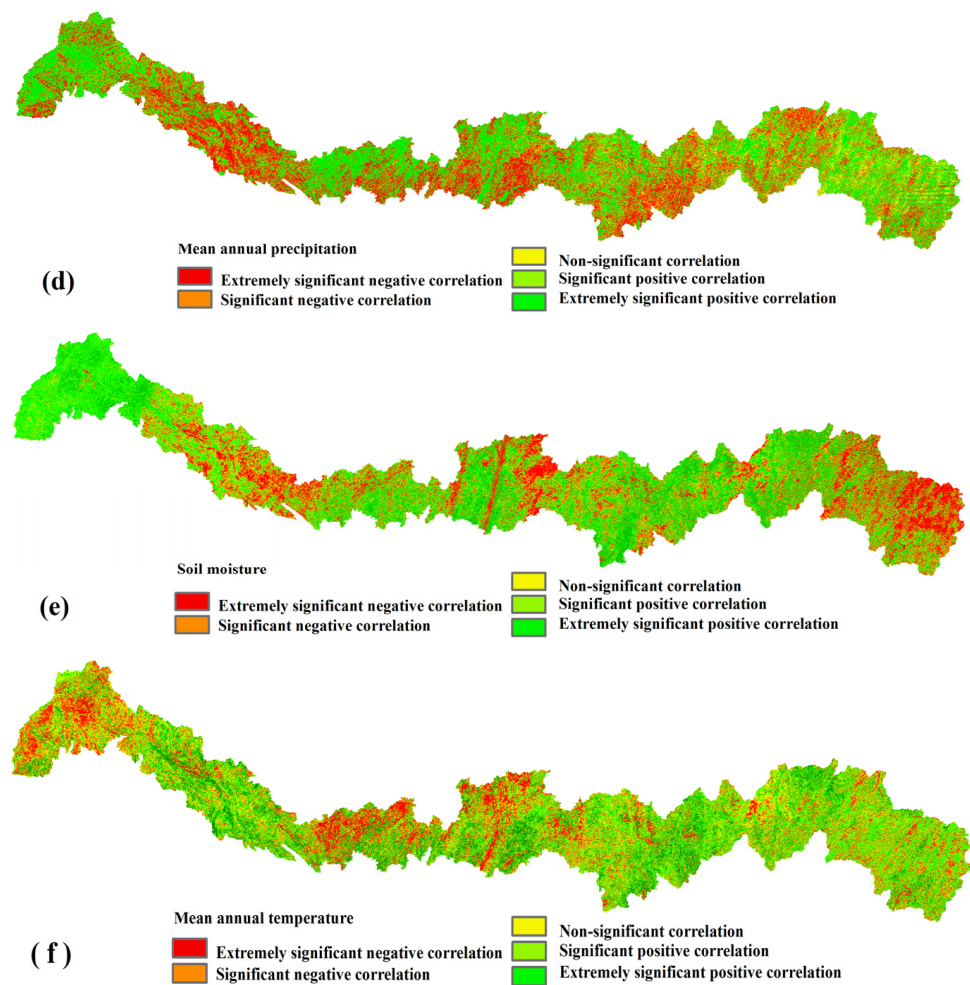 Mean annual precipitation
(d)
Extremely significant negative correlation
Significant negative correlation
Non-significant correlation
Significant positive correlation
Extremely significant positive correlation
Soil moisture
(e)
Extremely significant negative correlation
Significant negative correlation
Non-significant correlation
Significant positive correlation
Extremely significant positive correlation
Mean annual temperature
( f )
Extremely significant negative correlation
Significant negative correlation
Non-significant correlation
Significant positive correlation
Extremely significant positive correlation